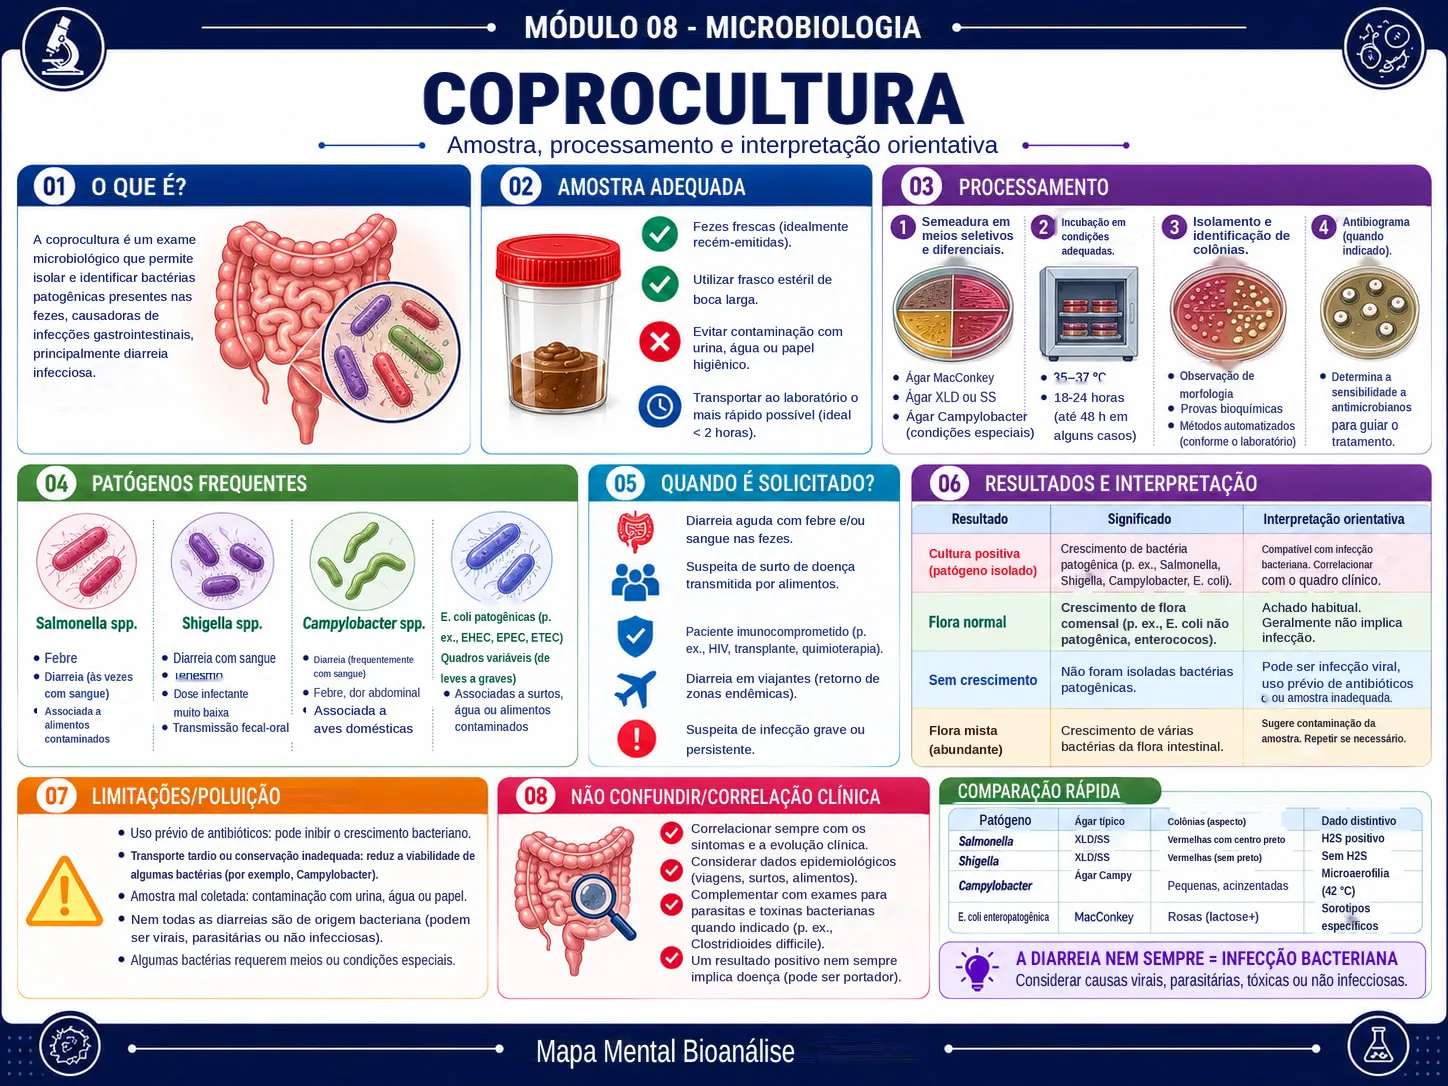 MÓDULO 08 - MICROBIOLOGIA
COPROCULTURA
Amostra, processamento e interpretação orientativa
01 O QUE É?
A coprocultura é um exame
microbiológico que permite
isolar e identificar bactérias
patogênicas presentes nas
fezes, causadoras de
infecções gastrointestinais,
principalmente diarreia
infecciosa.
02 AMOSTRA ADEQUADA
Fezes frescas (idealmente
recém-emitidas).
Utilizar frasco estéril de
boca larga.
Evitar contaminação com
urina, água ou papel
higiênico.
Transportar ao laboratório o
mais rápido possível (ideal
< 2 horas).
03 PROCESSAMENTO
1 Semeadura em
meios seletivos
e diferenciais.
• Ágar MacConkey
• Ágar XLD ou SS
• Ágar Campylobacter
(condições especiais)
2 Incubação em
condições
adequadas.
• 35–37 °C
• 18-24 horas
(até 48 h em
alguns casos)
3 Isolamento e
identificação de
colônias.
• Observação de
morfologia
• Provas bioquímicas
• Métodos automatizados
(conforme o laboratório)
4 Antibiograma
(quando
indicado).
• Determina a
sensibilidade a
antimicrobianos
para guiar o
tratamento.
04 PATÓGENOS FREQUENTES
Salmonella spp.
• Febre
• Diarreia (às vezes
com sangue)
• Associada a
alimentos
contaminados
Shigella spp.
• Diarreia com sangue
• Tenesmo
• Dose infectante
muito baixa
• Transmissão fecal-oral
Campylobacter spp.
• Diarreia (frequentemente
com sangue)
• Febre, dor abdominal
• Associada a
aves domésticas
E. coli patogênicas (p.
ex., EHEC, EPEC, ETEC)
Quadros variáveis (de
leves a graves)
• Associadas a surtos,
água ou alimentos
contaminados
05 QUANDO É SOLICITADO?
Diarreia aguda com febre e/ou
sangue nas fezes.
Suspeita de surto de doença
transmitida por alimentos.
Paciente imunocomprometido (p.
ex., HIV, transplante, quimioterapia).
Diarreia em viajantes (retorno de
zonas endêmicas).
Suspeita de infecção grave ou
persistente.
06 RESULTADOS E INTERPRETAÇÃO
Resultado Significado Interpretação orientativa
Cultura positiva
(patógeno isolado)
Crescimento de bactéria
patogênica (p. ex., Salmonella,
Shigella, Campylobacter, E. coli).
Compatível com infecção
bacteriana. Correlacionar
com o quadro clínico.
Flora normal
Crescimento de flora
comensal (p. ex., E. coli não
patogênica, enterococos).
Achado habitual.
Geralmente não implica
infecção.
Sem crescimento
Não foram isoladas bactérias
patogênicas.
Pode ser infecção viral,
uso prévio de antibióticos
ou amostra inadequada.
Flora mista
(abundante)
Crescimento de várias
bactérias da flora intestinal.
Sugere contaminação da
amostra. Repetir se necessário.
07 LIMITAÇÕES/POLUIÇÃO
• Uso prévio de antibióticos: pode inibir o crescimento bacteriano.
• Transporte tardio ou conservação inadequada: reduz a viabilidade de
algumas bactérias (por exemplo, Campylobacter).
• Amostra mal coletada: contaminação com urina, água ou papel.
• Nem todas as diarreias são de origem bacteriana (podem
ser virais, parasitárias ou não infecciosas).
• Algumas bactérias requerem meios ou condições especiais.
08 NÃO CONFUNDIR/CORRELAÇÃO CLÍNICA
Correlacionar sempre com os
sintomas e a evolução clínica.
Considerar dados epidemiológicos
(viagens, surtos, alimentos).
Complementar com exames para
parasitas e toxinas bacterianas
quando indicado (p. ex.,
Clostridioides difficile).
Um resultado positivo nem sempre
implica doença (pode ser portador).
COMPARAÇÃO RÁPIDA
Patógeno Ágar típico Colônias (aspecto) Dado distintivo
Salmonella XLD/SS Vermelhas com centro preto H2S positivo
Shigella XLD/SS Vermelhas (sem preto) Sem H2S
Campylobacter Ágar Campy Pequenas, acinzentadas Microaerofilia
(42 °C)
E. coli enteropatogênica MacConkey Rosas (lactose+) Sorotipos
específicos
A DIARREIA NEM SEMPRE = INFECÇÃO BACTERIANA
Considerar causas virais, parasitárias, tóxicas ou não infecciosas.
Mapa Mental Bioanálise